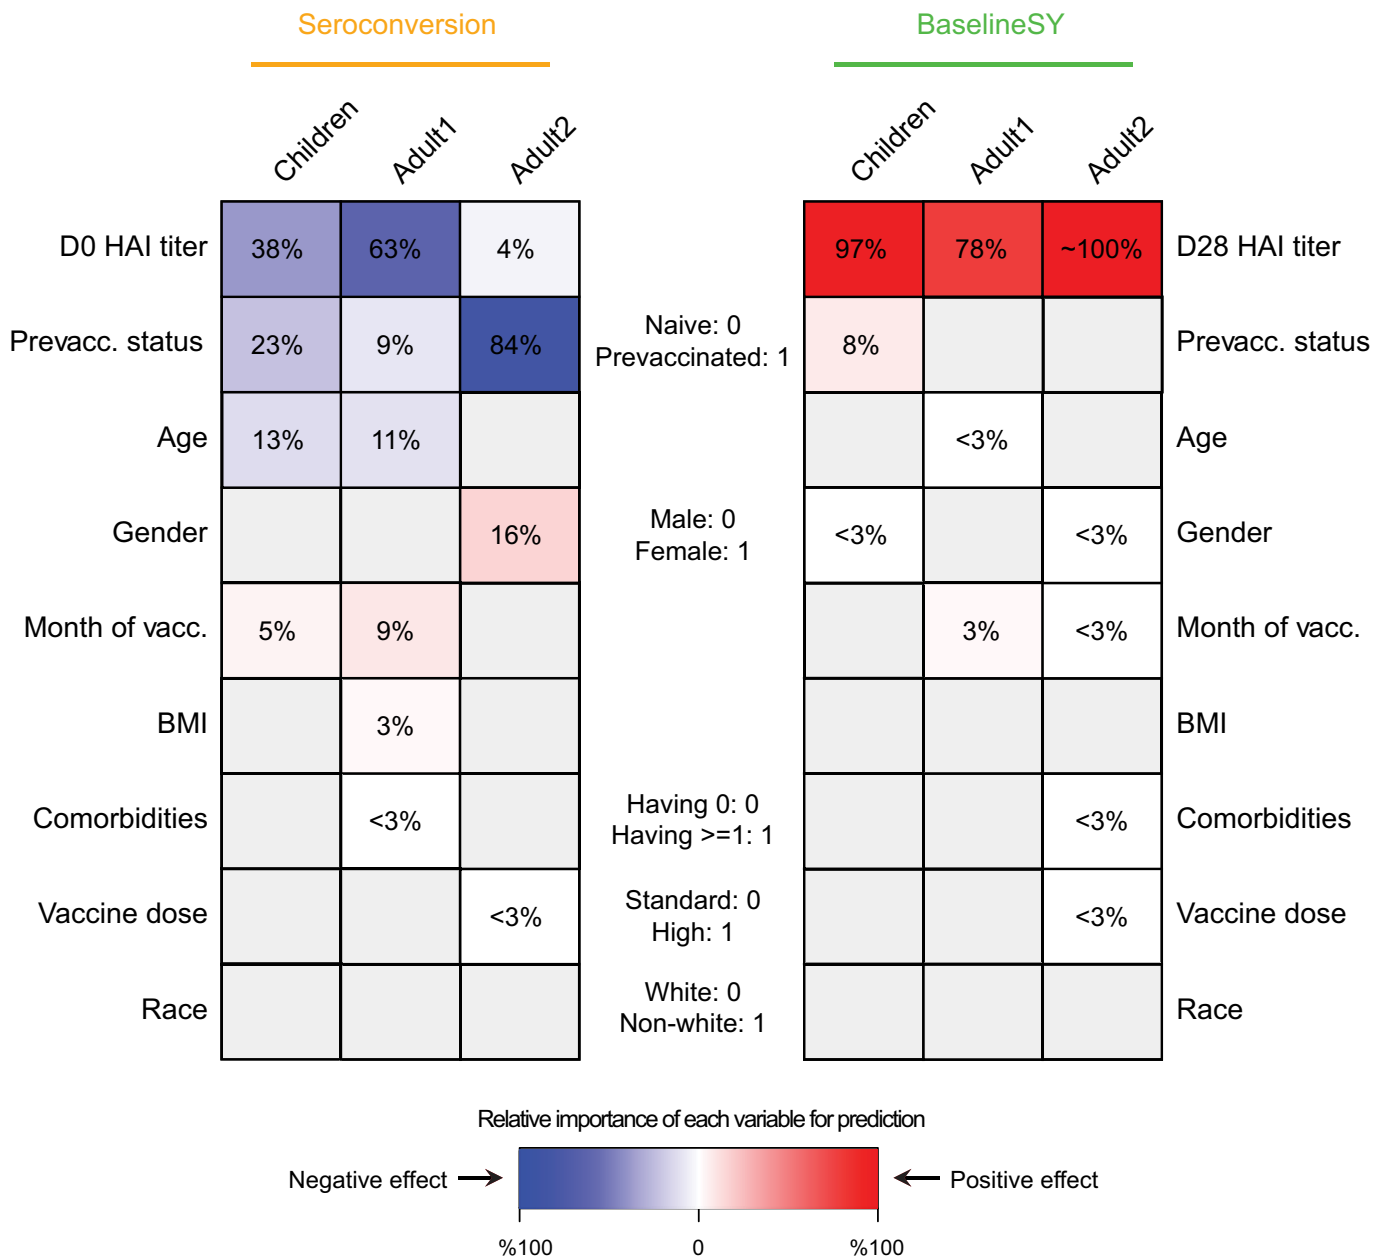 Seroconversion
BaselineSY
Children
Adult1
Adult2
Children
Adult1
Adult2
D0 HAI titer
38%
63%
4%
97%
78%
~100%
D28 HAI titer
Prevacc. status
23%
9%
84%
Naive: 0
Prevaccinated: 1
8%
Prevacc. status
Age
13%
11%
<3%
Age
Gender
16%
Male: 0
Female: 1
<3%
<3%
Gender
Month of vacc.
5%
9%
3%
<3%
Month of vacc.
BMI
3%
BMI
Comorbidities
<3%
Having 0: 0
Having >=1: 1
<3%
Comorbidities
Vaccine dose
<3%
Standard: 0
High: 1
<3%
Vaccine dose
Race
White: 0
Non-white: 1
Race
Relative importance of each variable for prediction
Negative effect
Positive effect
%100
0
%100